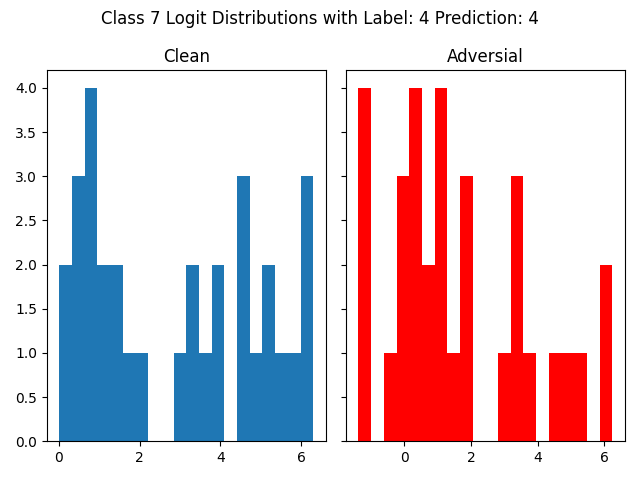 Class 7 Logit Distributions with Label: 4 Prediction: 4
Clean
Adversial
4.0
3.5
3.0
2.5
2.0
1.5
1.0
0.5
0.0
0 2 4 6
0 2 4 6